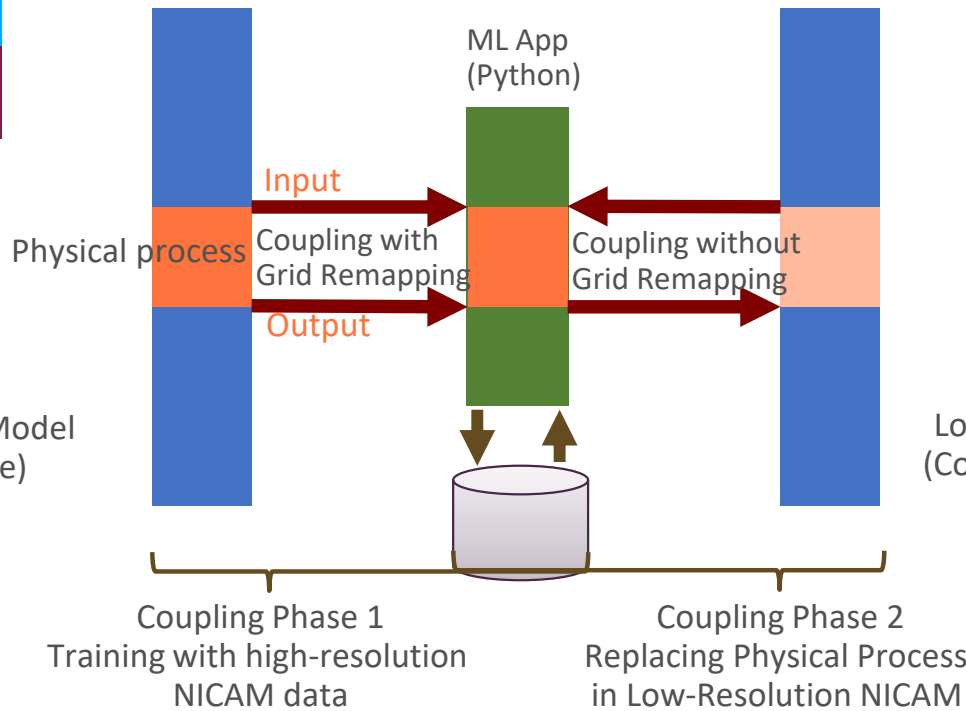 ML App
(Python)
Input
Physical process
Coupling with
Grid Remapping
Coupling without
Grid Remapping
Output
Model
Coupling Phase 1
Training with high-resolution
NICAM data
Coupling Phase 2
Replacing Physical Process
in Low-Resolution NICAM